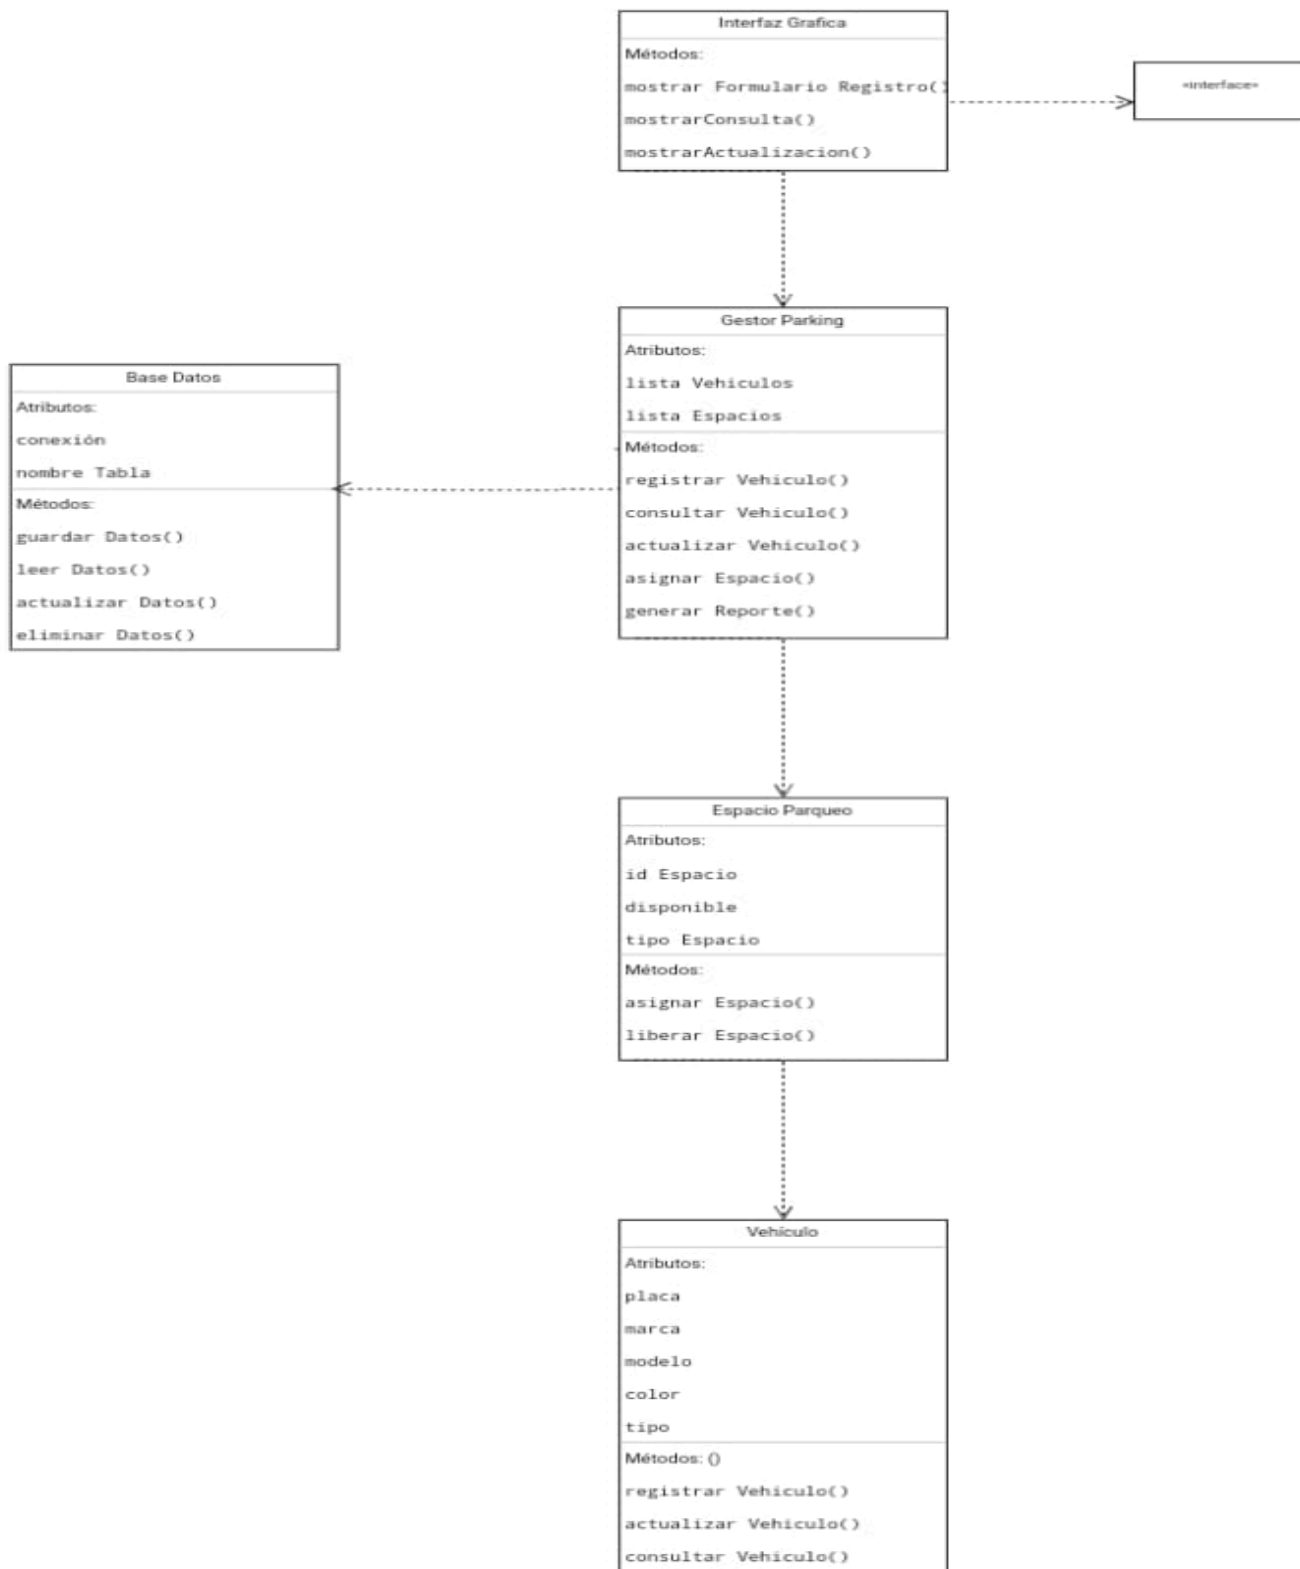 Interfaz Grafica
Métodos:
mostrar Formulario Registro()
mostrarConsulta()
mostrarActualizacion()
«interface»
Gestor Parking
Atributos:
lista Vehiculos
lista Espacios
Métodos:
registrar Vehiculo()
consultar Vehiculo()
actualizar Vehiculo()
asignar Espacio()
generar Reporte()
Base Datos
Atributos:
conexión
nombre Tabla
Métodos:
guardar Datos()
leer Datos()
actualizar Datos()
eliminar Datos()
Espacio Parqueo
Atributos:
id Espacio
disponible
tipo Espacio
Métodos:
asignar Espacio()
liberar Espacio()
Vehículo
Atributos:
placa
marca
modelo
color
tipo
Métodos: ()
registrar Vehiculo()
actualizar Vehiculo()
consultar Vehiculo()